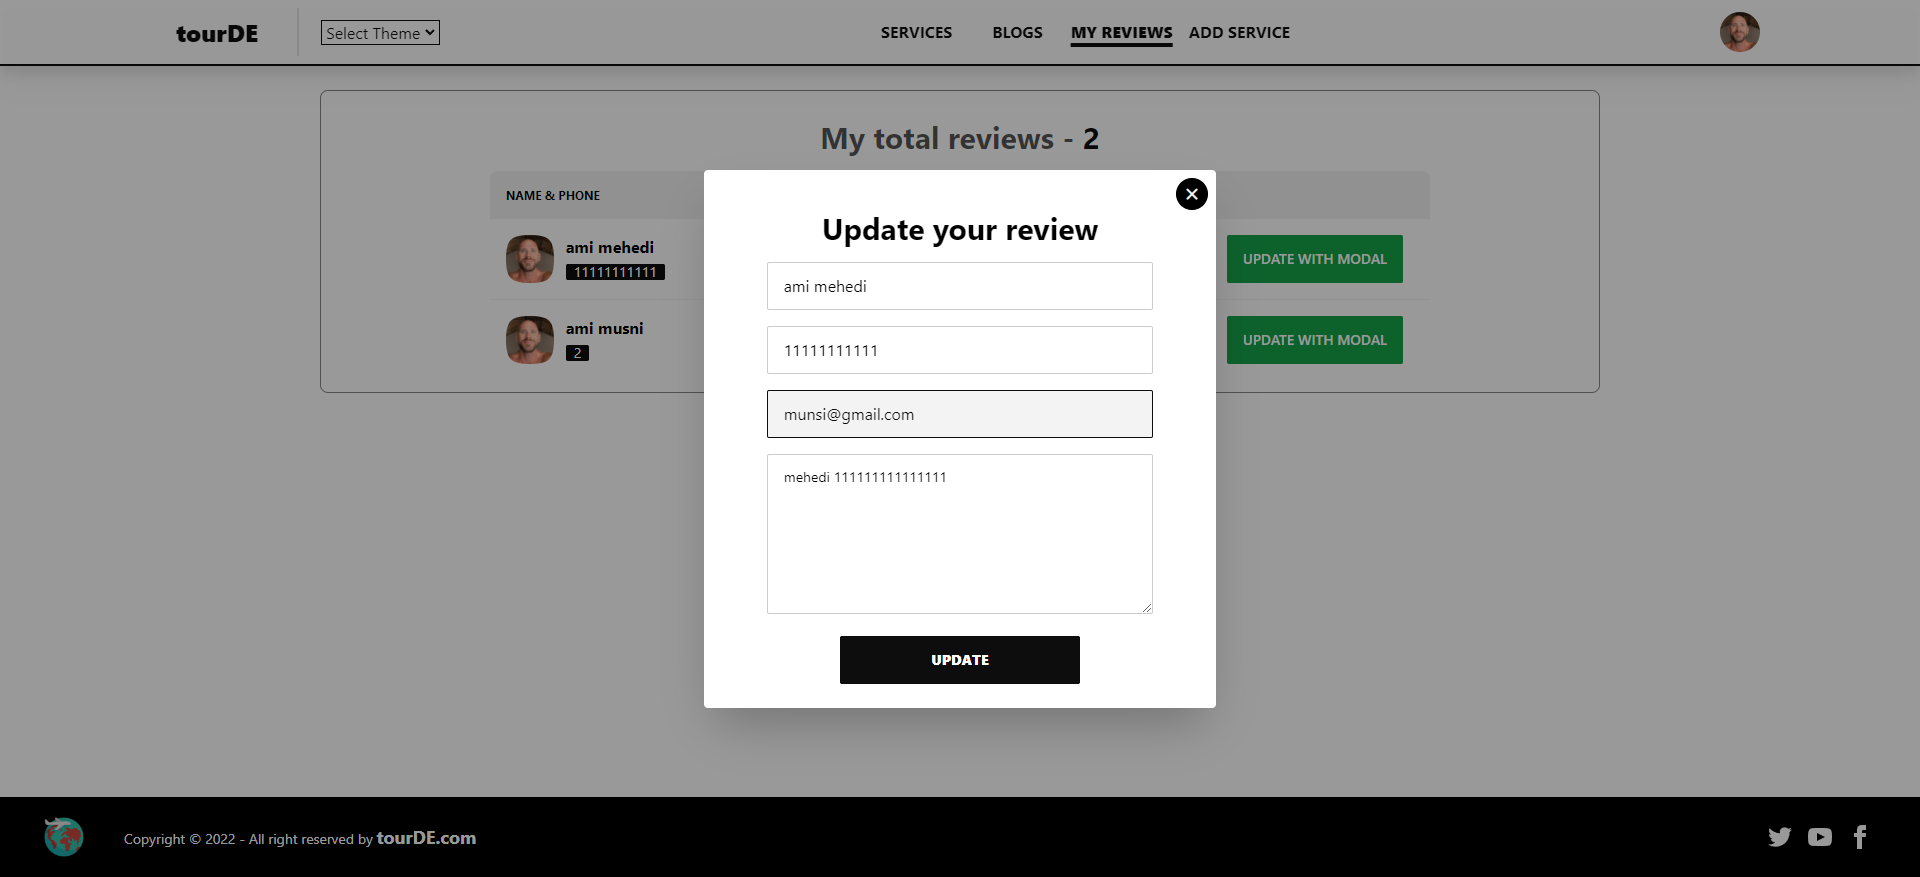 tourDE
Select Theme
SERVICES
BLOGS
MY REVIEWS
ADD SERVICE
My total reviews - 2
NAME & PHONE
ami mehedi
11111111111
UPDATE WITH MODAL
ami musni
2
UPDATE WITH MODAL
Update your review
ami mehedi
11111111111
munsi@gmail.com
mehedi 111111111111111
UPDATE
Copyright © 2022 - All right reserved by tourDE.com